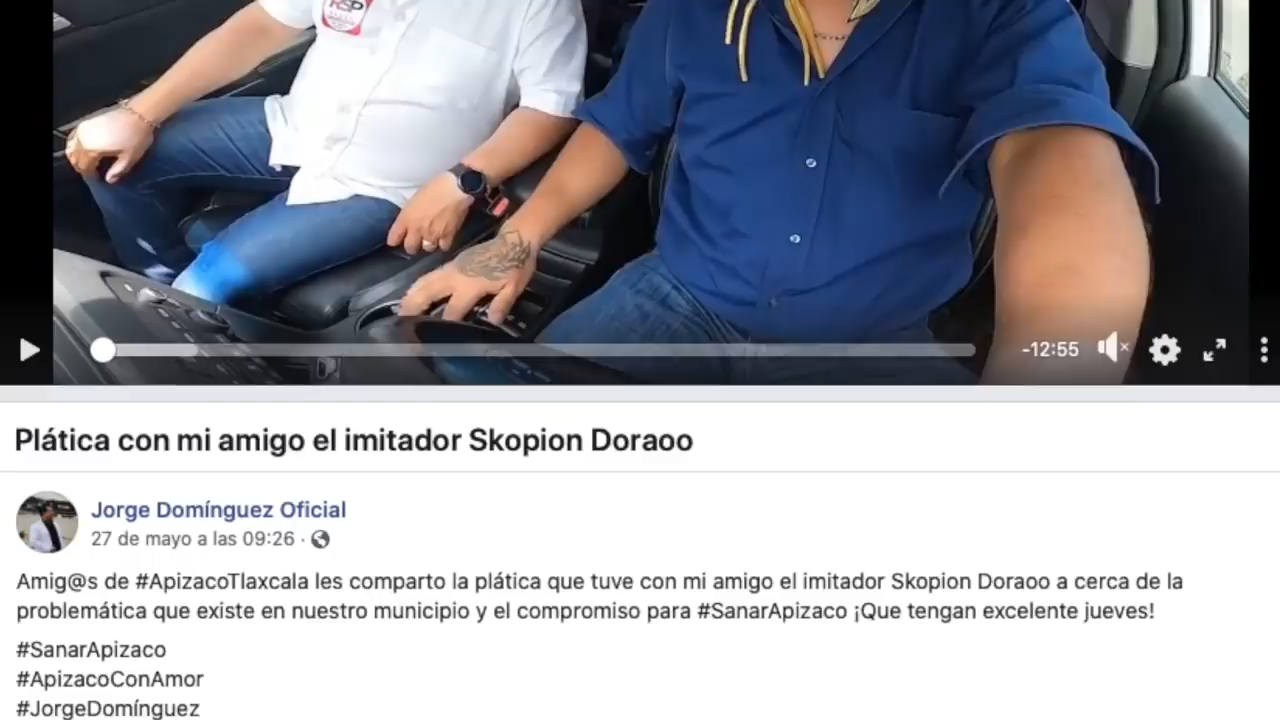 -12:55
Plática con mi amigo el imitador Skopion Doraoo
Jorge Domínguez Oficial
27 de mayo a las 09:26 ·
Amig@s de #ApizacoTlaxcala les comparto la plática que tuve con mi amigo el imitador Skopion Doraoo a cerca de la
problemática que existe en nuestro municipio y el compromiso para #SanarApizaco ¡Que tengan excelente jueves!
#SanarApizaco
#ApizacoConAmor
#JorgeDomínguez